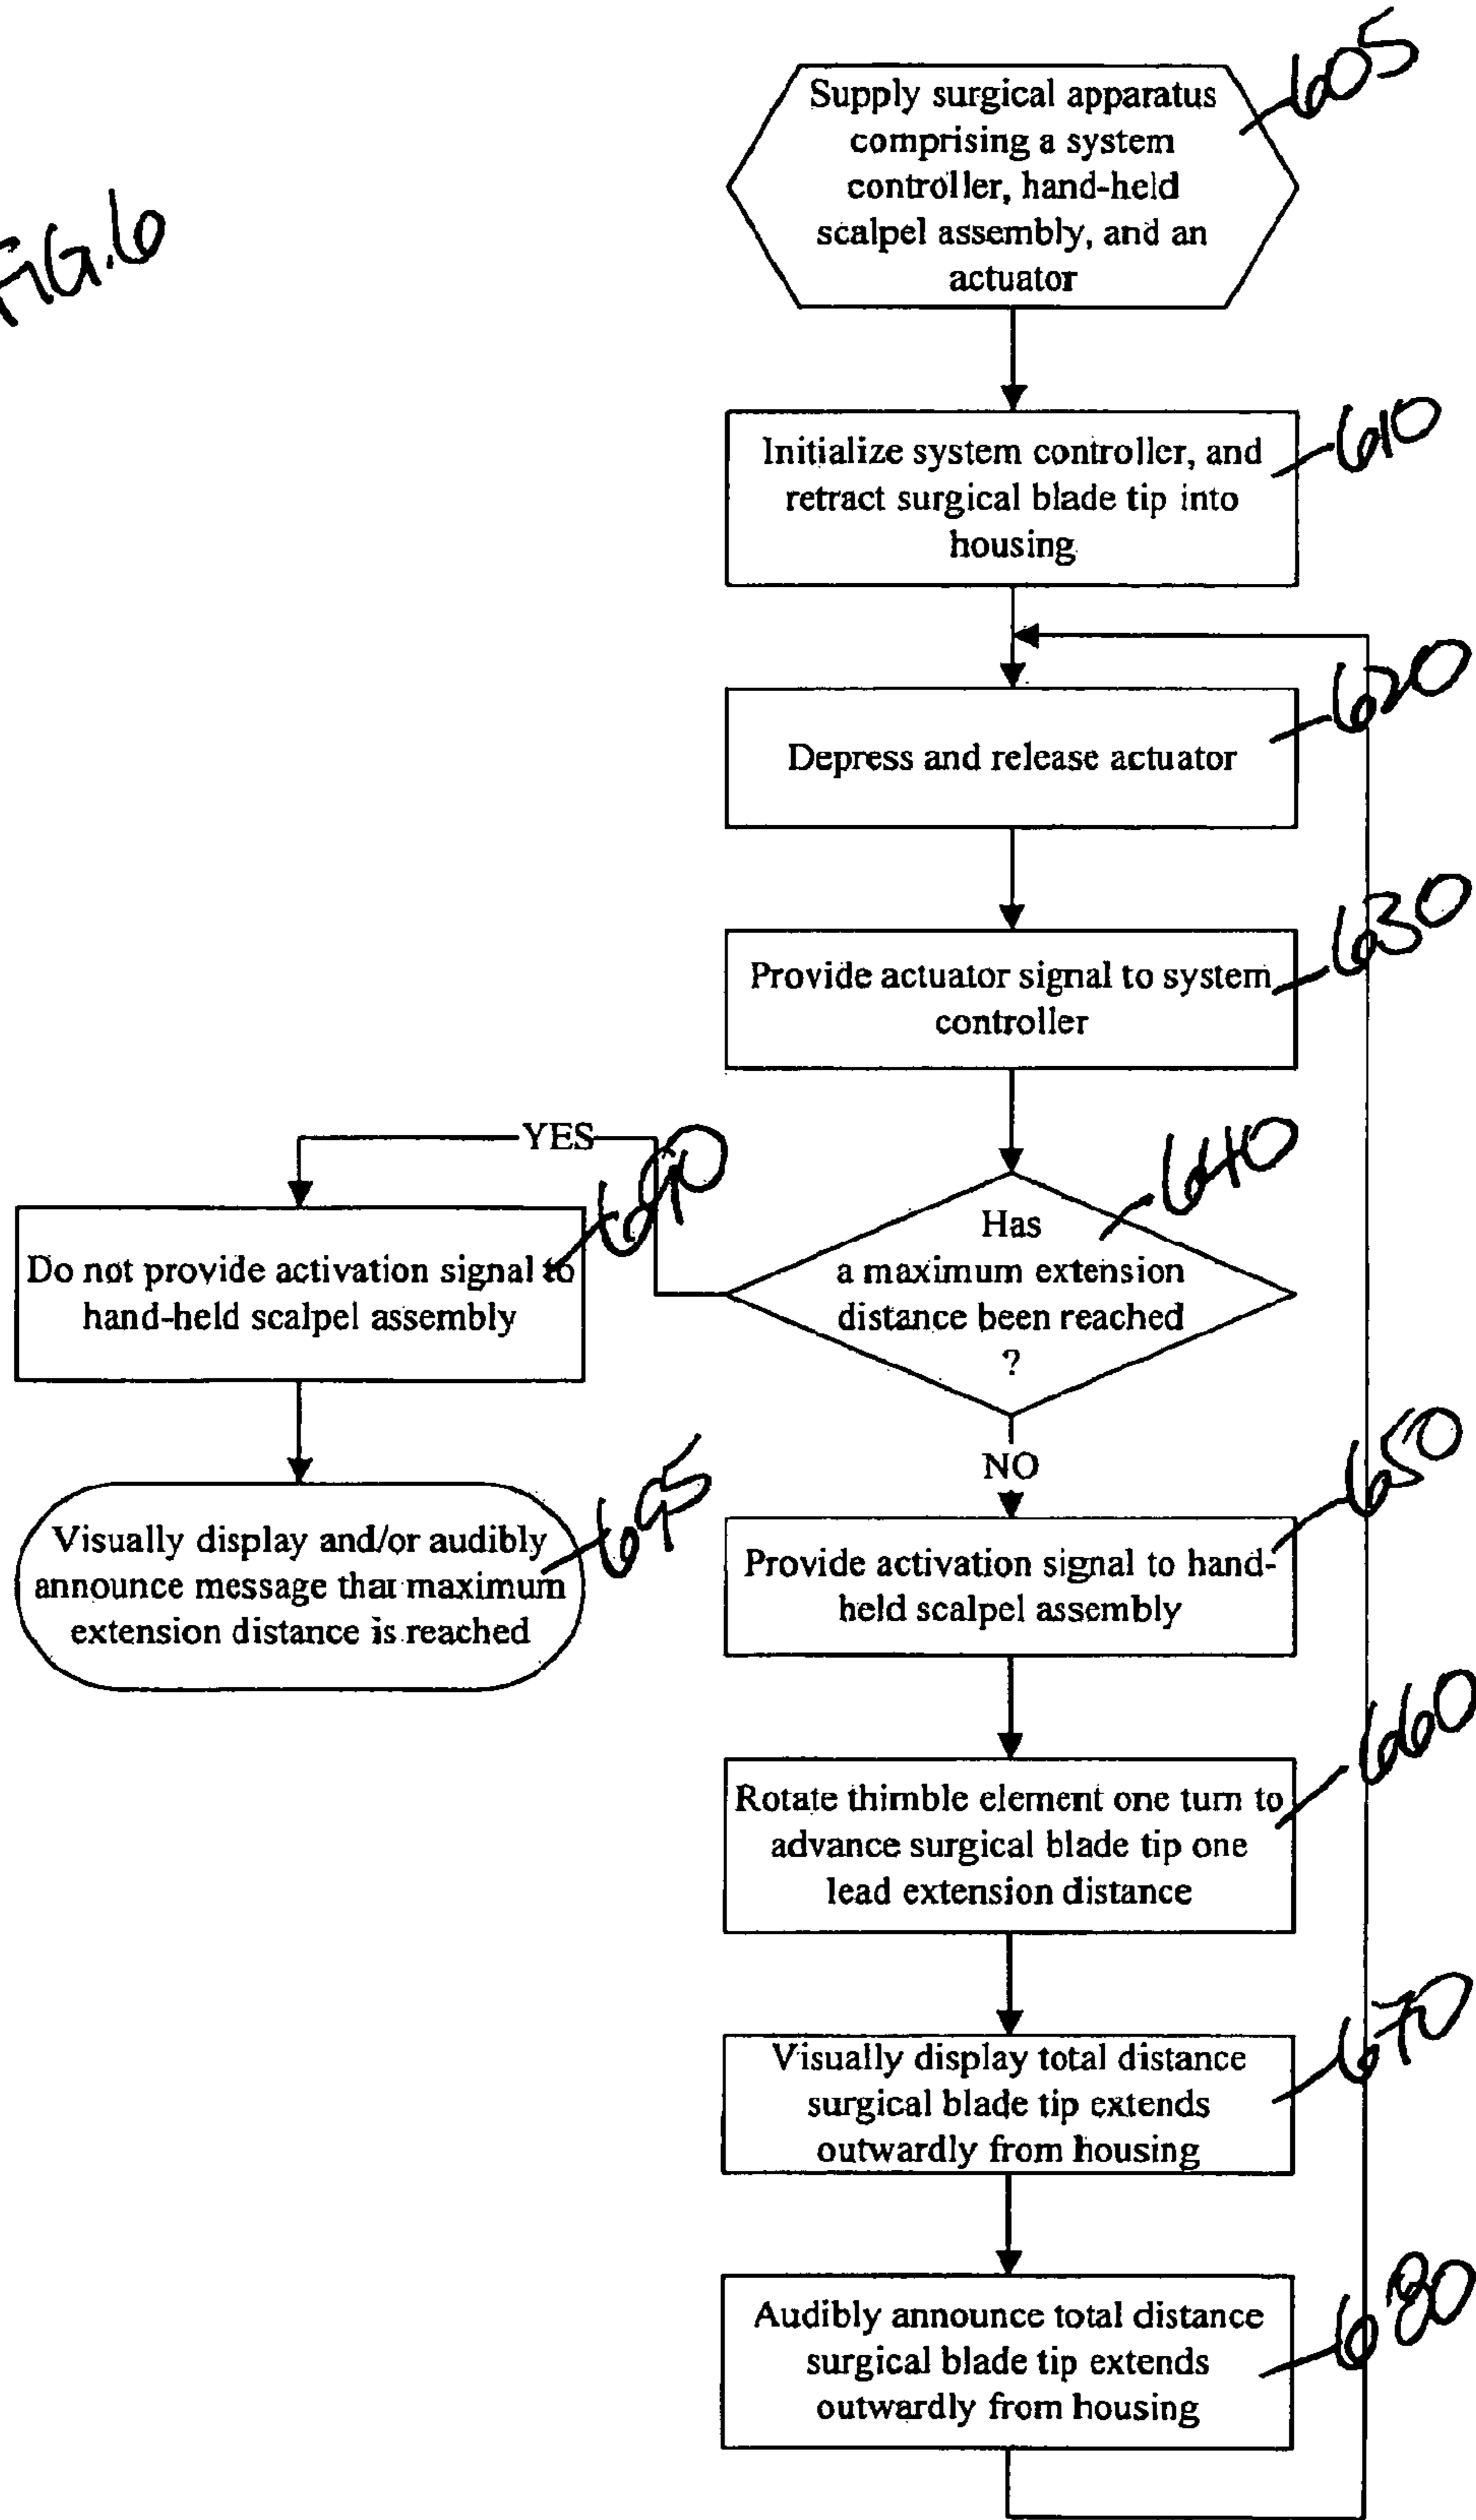 FIG.6
Supply surgical apparatus
comprising a system
controller, hand-held
scalpel assembly, and an
actuator
605
Initialize system controller, and
retract surgical blade tip into
housing
610
Depress and release actuator
620
Provide actuator signal to system
controller
630
YES
690
640
Has
a maximum extension
distance been reached
?
Do not provide activation signal to
hand-held scalpel assembly
NO
650
Visually display and/or audibly
announce message that maximum
extension distance is reached
695
Provide activation signal to hand-
held scalpel assembly
660
Rotate thimble element one turn to
advance surgical blade tip one
lead extension distance
670
Visually display total distance
surgical blade tip extends
outwardly from housing
680
Audibly announce total distance
surgical blade tip extends
outwardly from housing